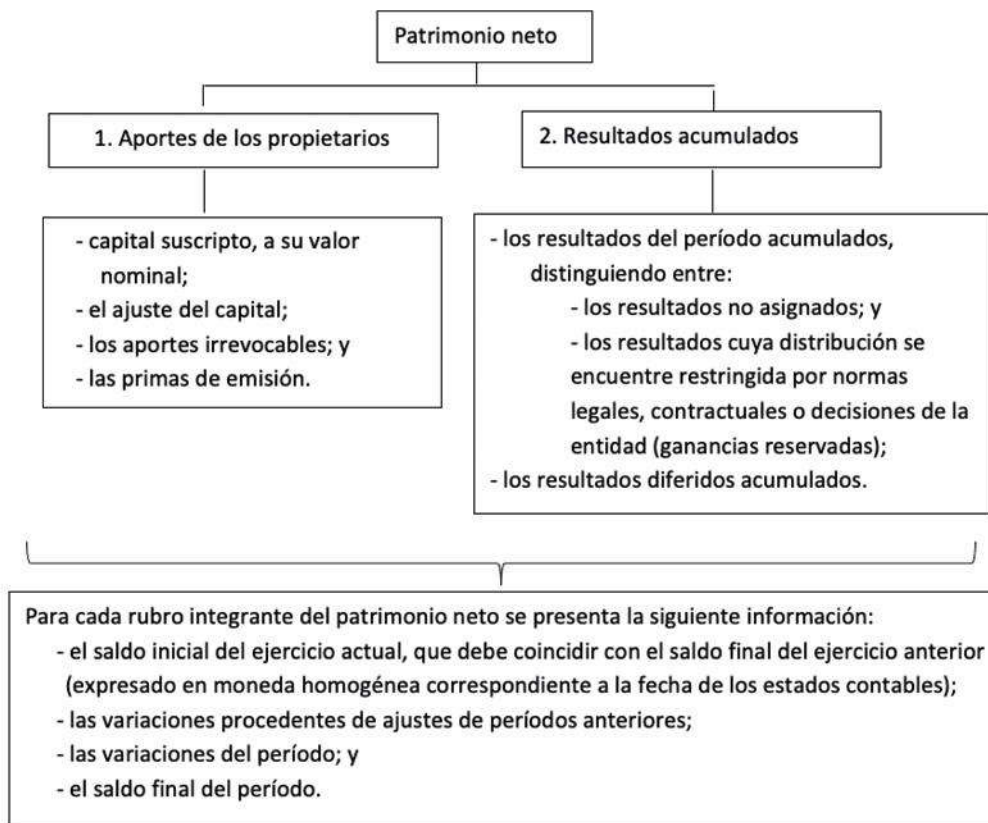 Patrimonio neto
1. Aportes de los propietarios
2. Resultados acumulados
- capital suscripto, a su valor
nominal;
- el ajuste del capital;
- los aportes irrevocables; y
- las primas de emisión.
- los resultados del período acumulados,
distinguiendo entre:
- los resultados no asignados; y
- los resultados cuya distribución se
encuentre restringida por normas
legales, contractuales o decisiones de la
entidad (ganancias reservadas);
- los resultados diferidos acumulados.
Para cada rubro integrante del patrimonio neto se presenta la siguiente información:
- el saldo inicial del ejercicio actual, que debe coincidir con el saldo final del ejercicio anterior
(expresado en moneda homogénea correspondiente a la fecha de los estados contables);
- las variaciones procedentes de ajustes de períodos anteriores;
- las variaciones del período; y
- el saldo final del período.